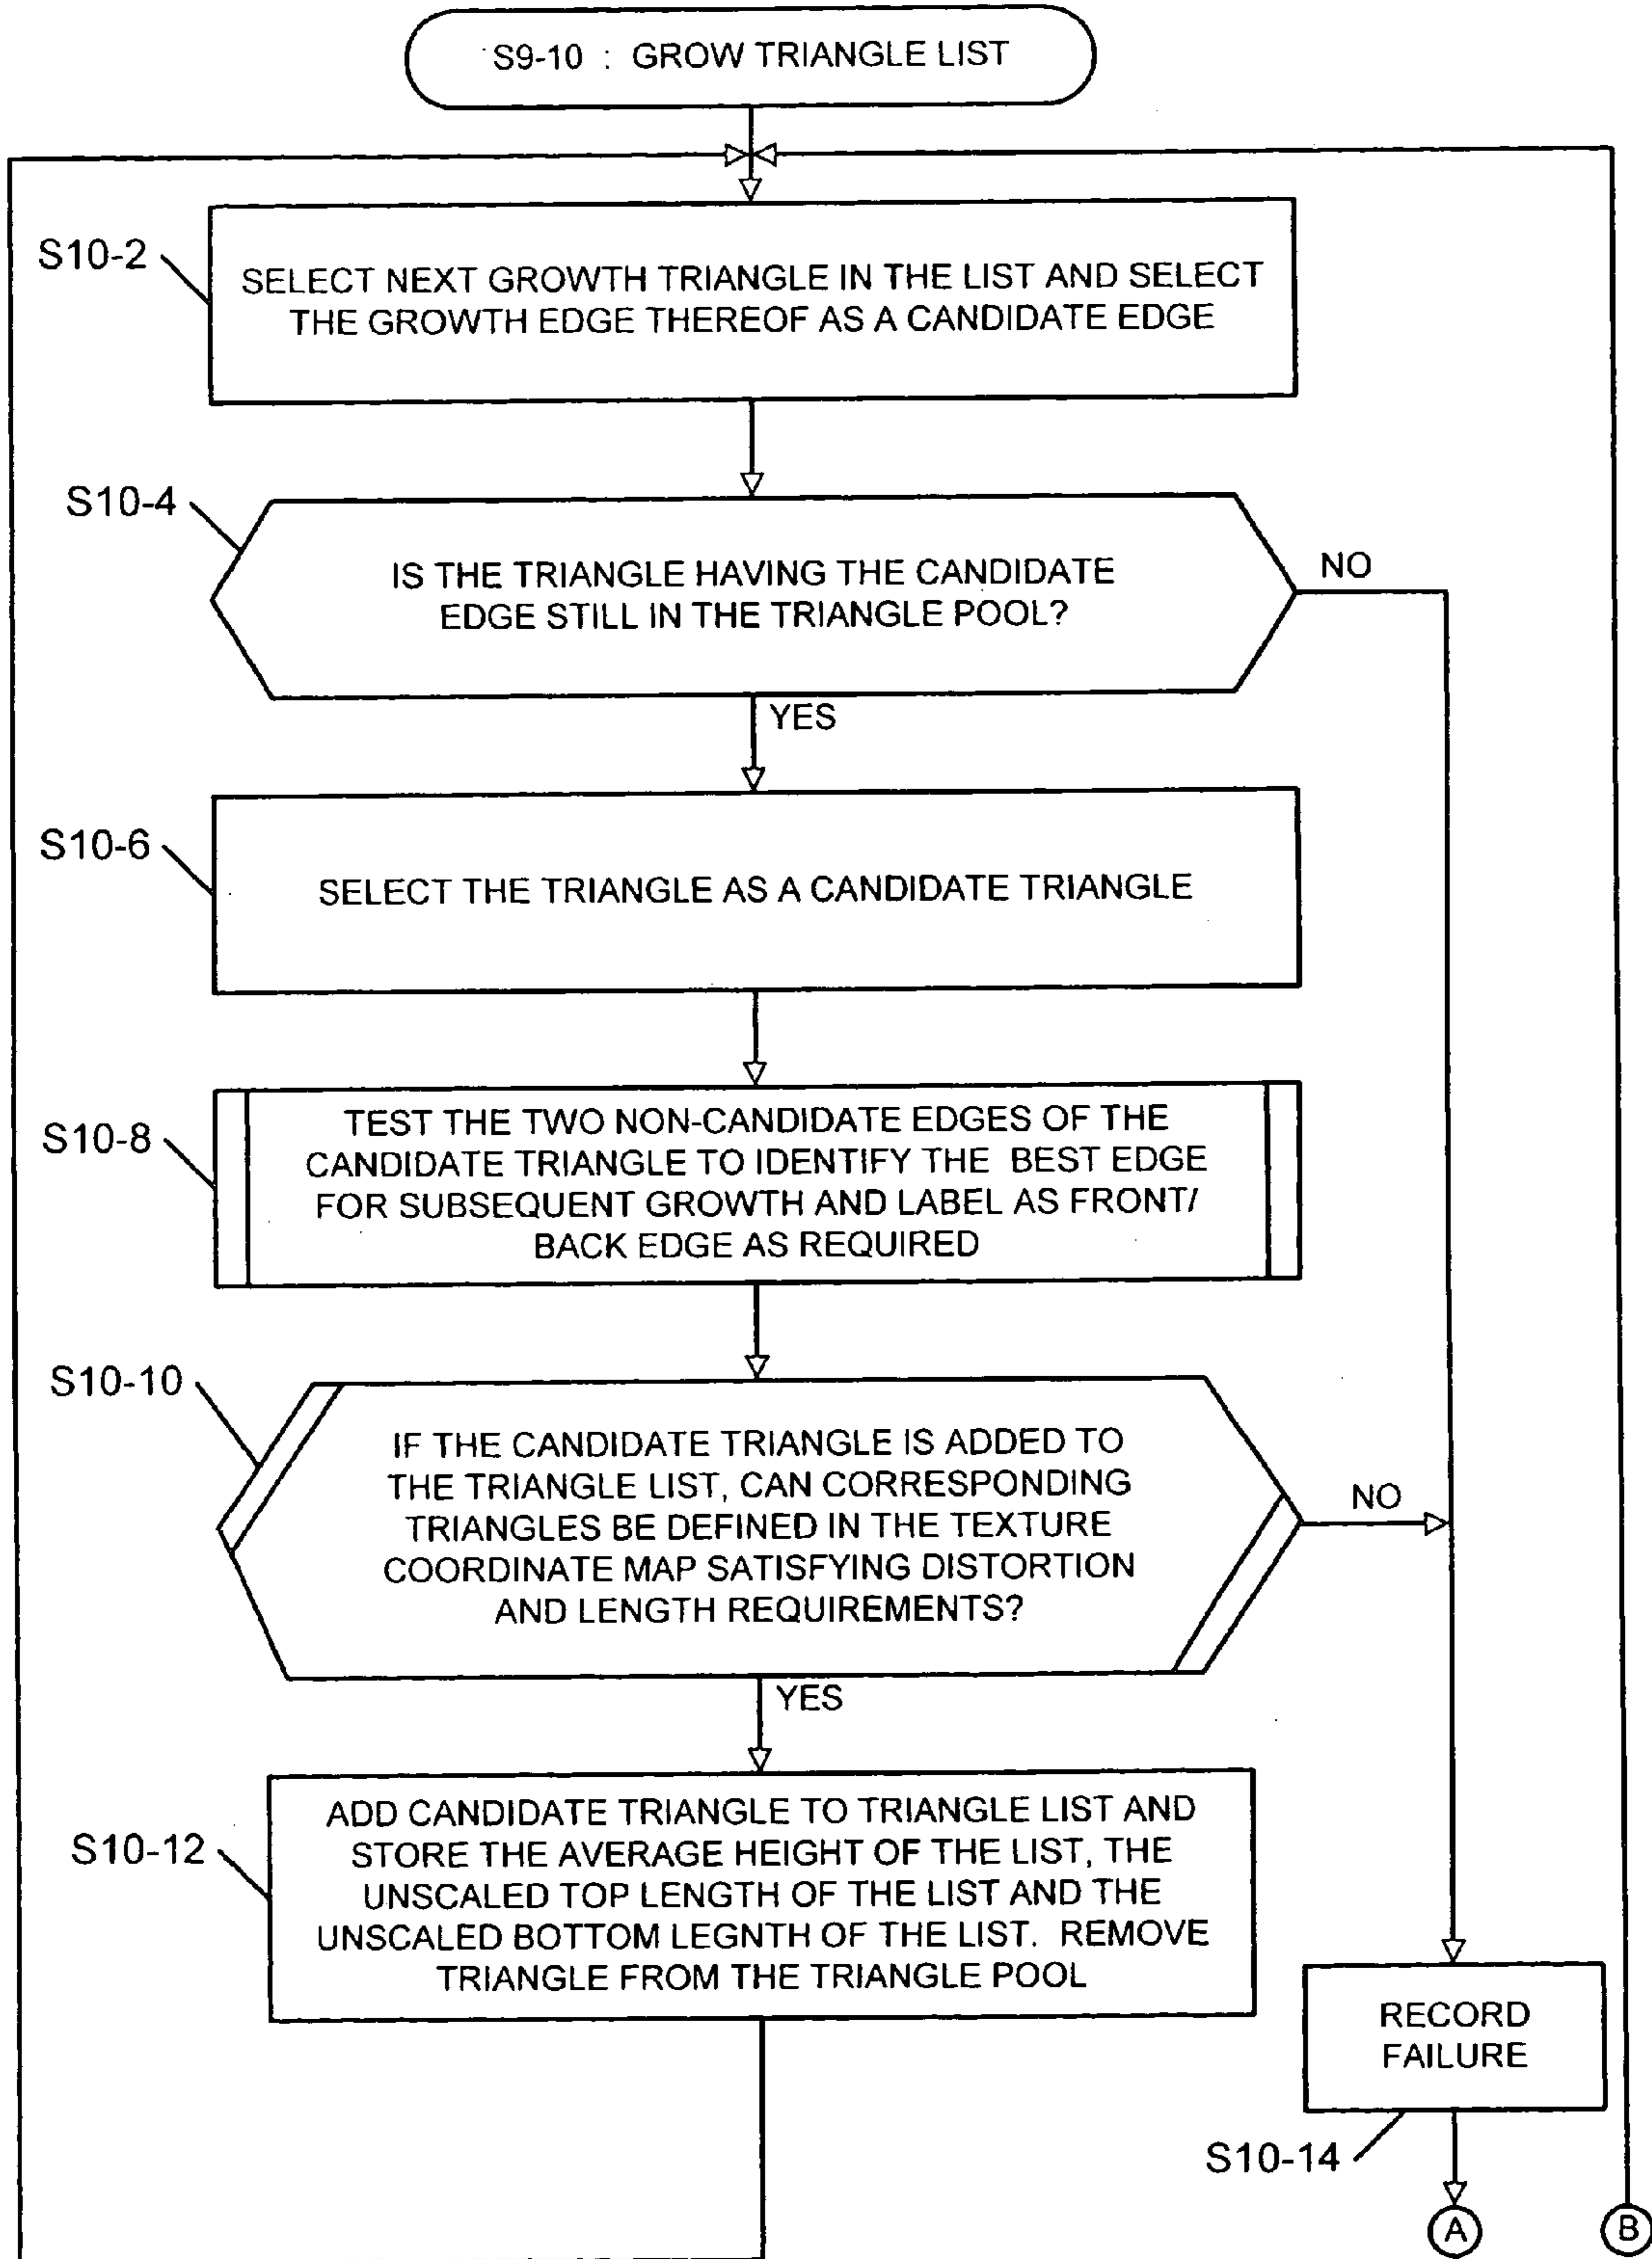 S9-10 : GROW TRIANGLE LIST
S10-2
SELECT NEXT GROWTH TRIANGLE IN THE LIST AND SELECT
THE GROWTH EDGE THEREOF AS A CANDIDATE EDGE
S10-4
IS THE TRIANGLE HAVING THE CANDIDATE
EDGE STILL IN THE TRIANGLE POOL?
NO
YES
S10-6
SELECT THE TRIANGLE AS A CANDIDATE TRIANGLE
S10-8
TEST THE TWO NON-CANDIDATE EDGES OF THE
CANDIDATE TRIANGLE TO IDENTIFY THE BEST EDGE
FOR SUBSEQUENT GROWTH AND LABEL AS FRONT/
BACK EDGE AS REQUIRED
S10-10
IF THE CANDIDATE TRIANGLE IS ADDED TO
THE TRIANGLE LIST, CAN CORRESPONDING
TRIANGLES BE DEFINED IN THE TEXTURE
COORDINATE MAP SATISFYING DISTORTION
AND LENGTH REQUIREMENTS?
NO
YES
S10-12
ADD CANDIDATE TRIANGLE TO TRIANGLE LIST AND
STORE THE AVERAGE HEIGHT OF THE LIST, THE
UNSCALED TOP LENGTH OF THE LIST AND THE
UNSCALED BOTTOM LEGNTH OF THE LIST. REMOVE
TRIANGLE FROM THE TRIANGLE POOL
RECORD
FAILURE
S10-14
A
B